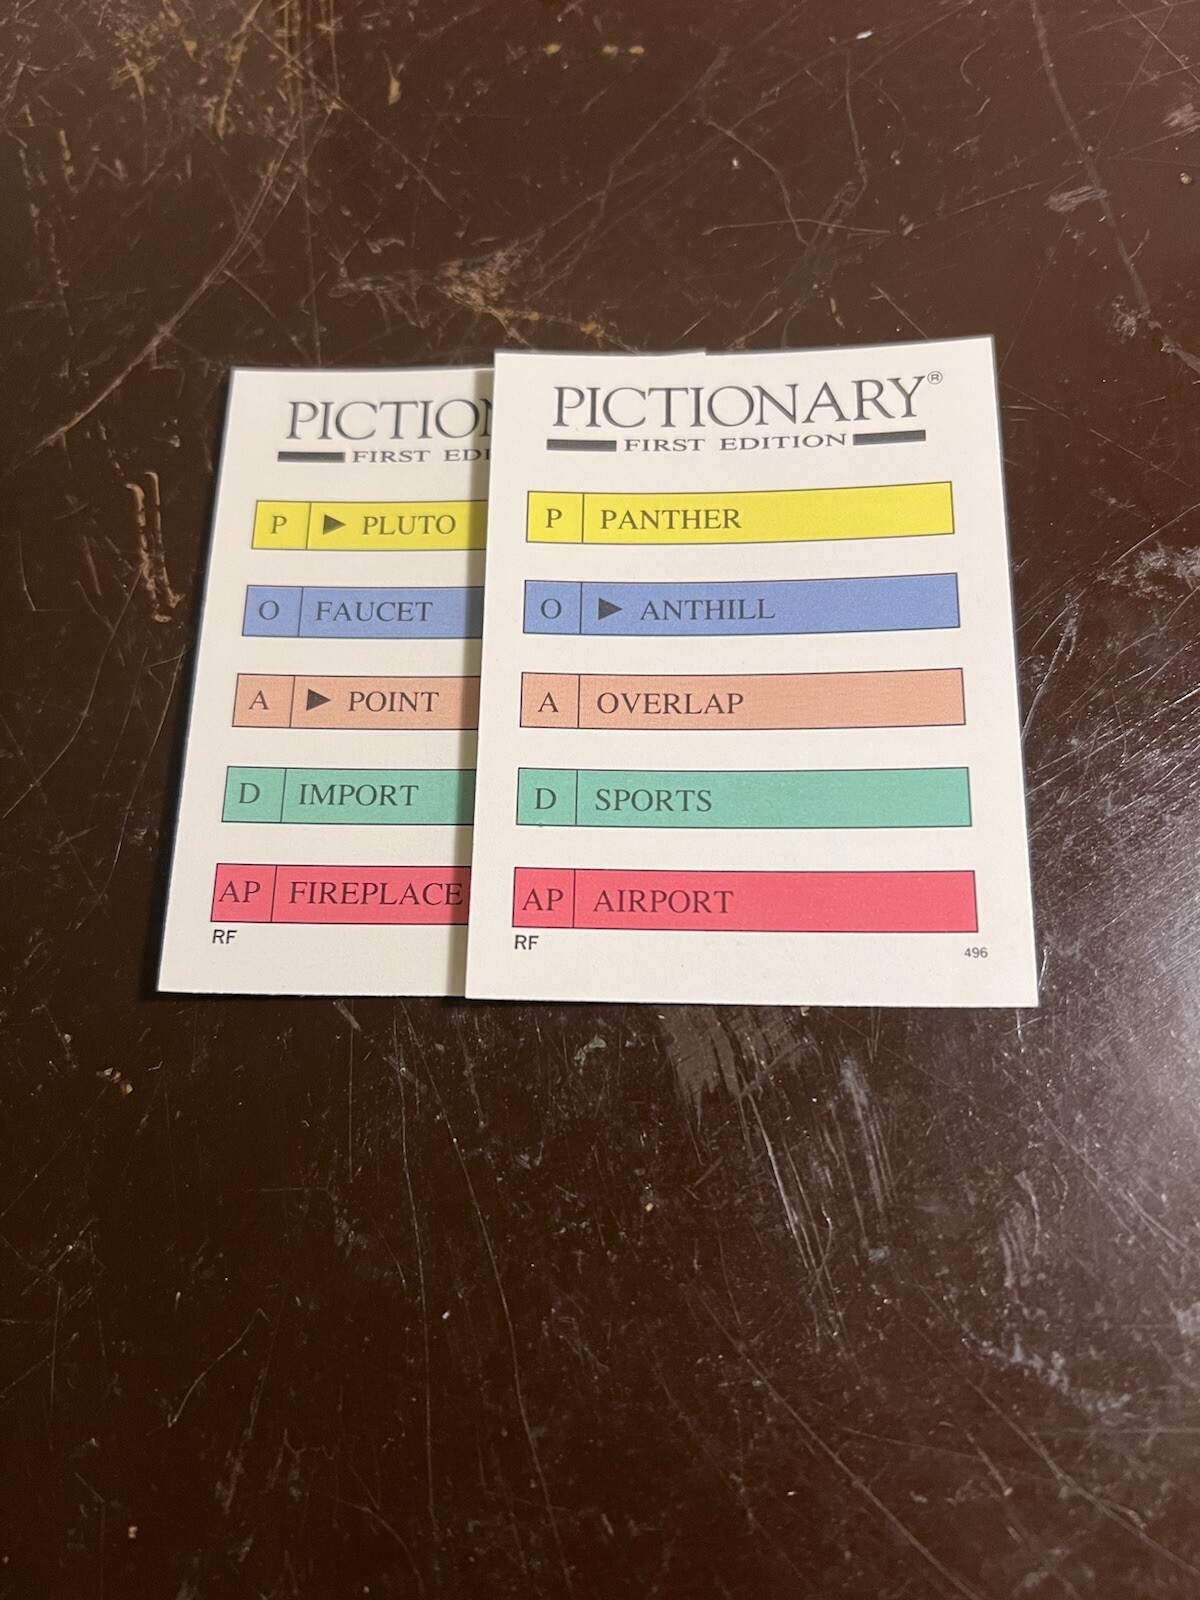 PICTION
FIRST EDI
P ▶ PLUTO
O FAUCET
A ▶ POINT
D IMPORT
AP FIREPLACE
RF
PICTIONARY®
FIRST EDITION
P PANTHER
O ▶ ANTHILL
A OVERLAP
D SPORTS
AP AIRPORT
RF
496